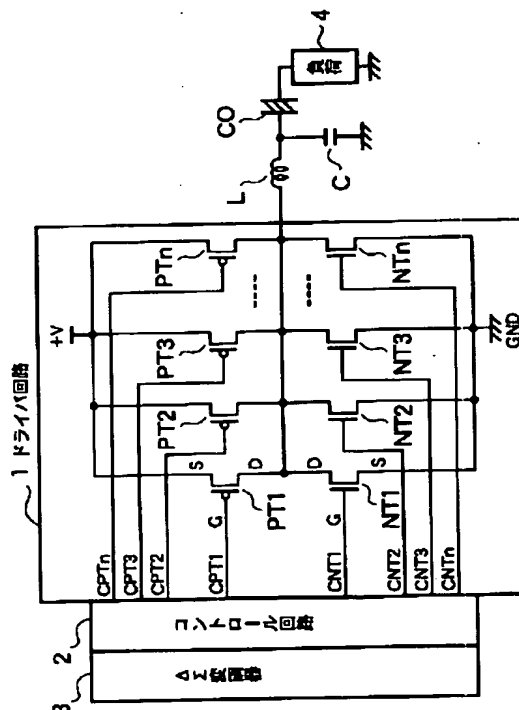 1 ドライバ回路
+V
CPTn
CPT3
CPT2
CPT1
PT1
PT2
PT3
PTn
S
G
D
D
G
S
CNT1
CNT2
CNT3
CNTn
NT1
NT2
NT3
NTn
GND
2
コントロール回路
3
ΔΣ変調器
L
C
CO
4
負荷